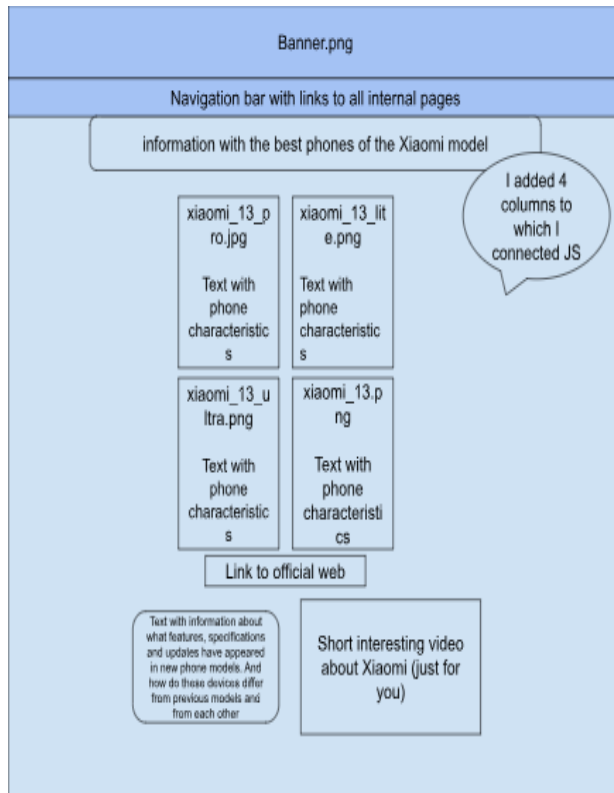 Banner.png
Navigation bar with links to all internal pages
information with the best phones of the Xiaomi model
I added 4
columns to
which I
connected JS
xiaomi_13_p
ro.jpg
Text with
phone
characteristic
s
xiaomi_13_lit
e.png
Text with
phone
characteristic
s
xiaomi_13_u
ltra.png
Text with
phone
characteristic
s
xiaomi_13.p
ng
Text with
phone
characteristi
cs
Link to official web
Text with information about
what features, specifications
and updates have appeared
in new phone models. And
how do these devices differ
from previous models and
from each other
Short interesting video
about Xiaomi (just for
you)